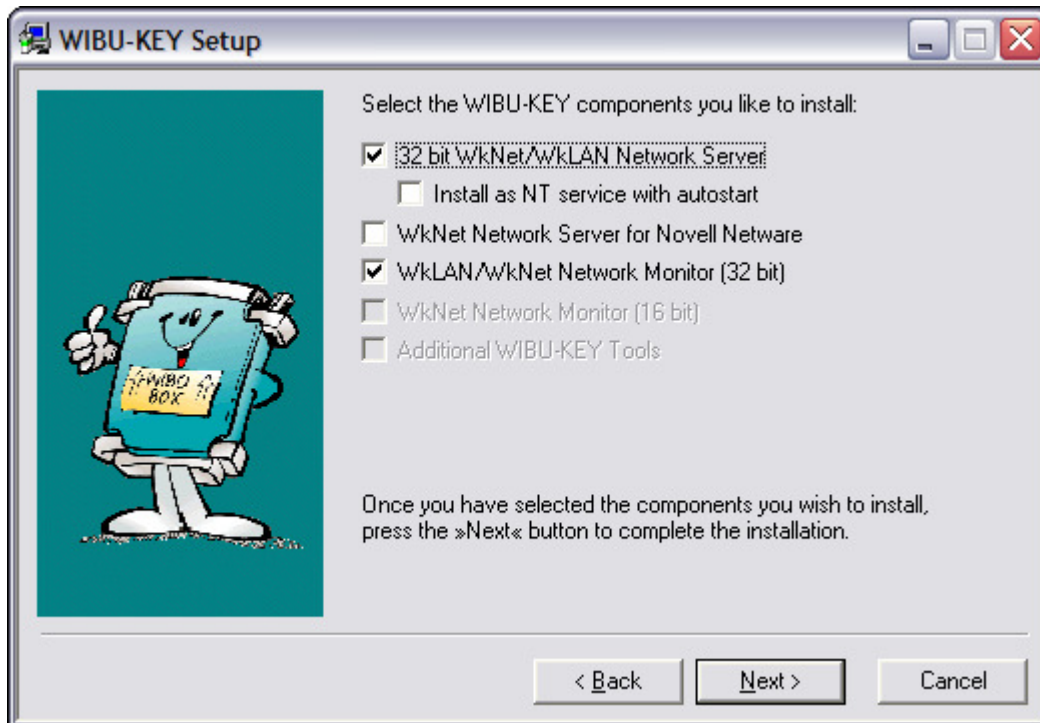 WIBU-KEY Setup
Select the WIBU-KEY components you like to install:
32 bit WkNet/WkLAN Network Server
Install as NT service with autostart
WkNet Network Server for Novell Netware
WkLAN/WkNet Network Monitor (32 bit)
WkNet Network Monitor (16 bit)
Additional WIBU-KEY Tools
WIBO
BOX
Once you have selected the components you wish to install,
press the »Next« button to complete the installation.
< Back
Next >
Cancel